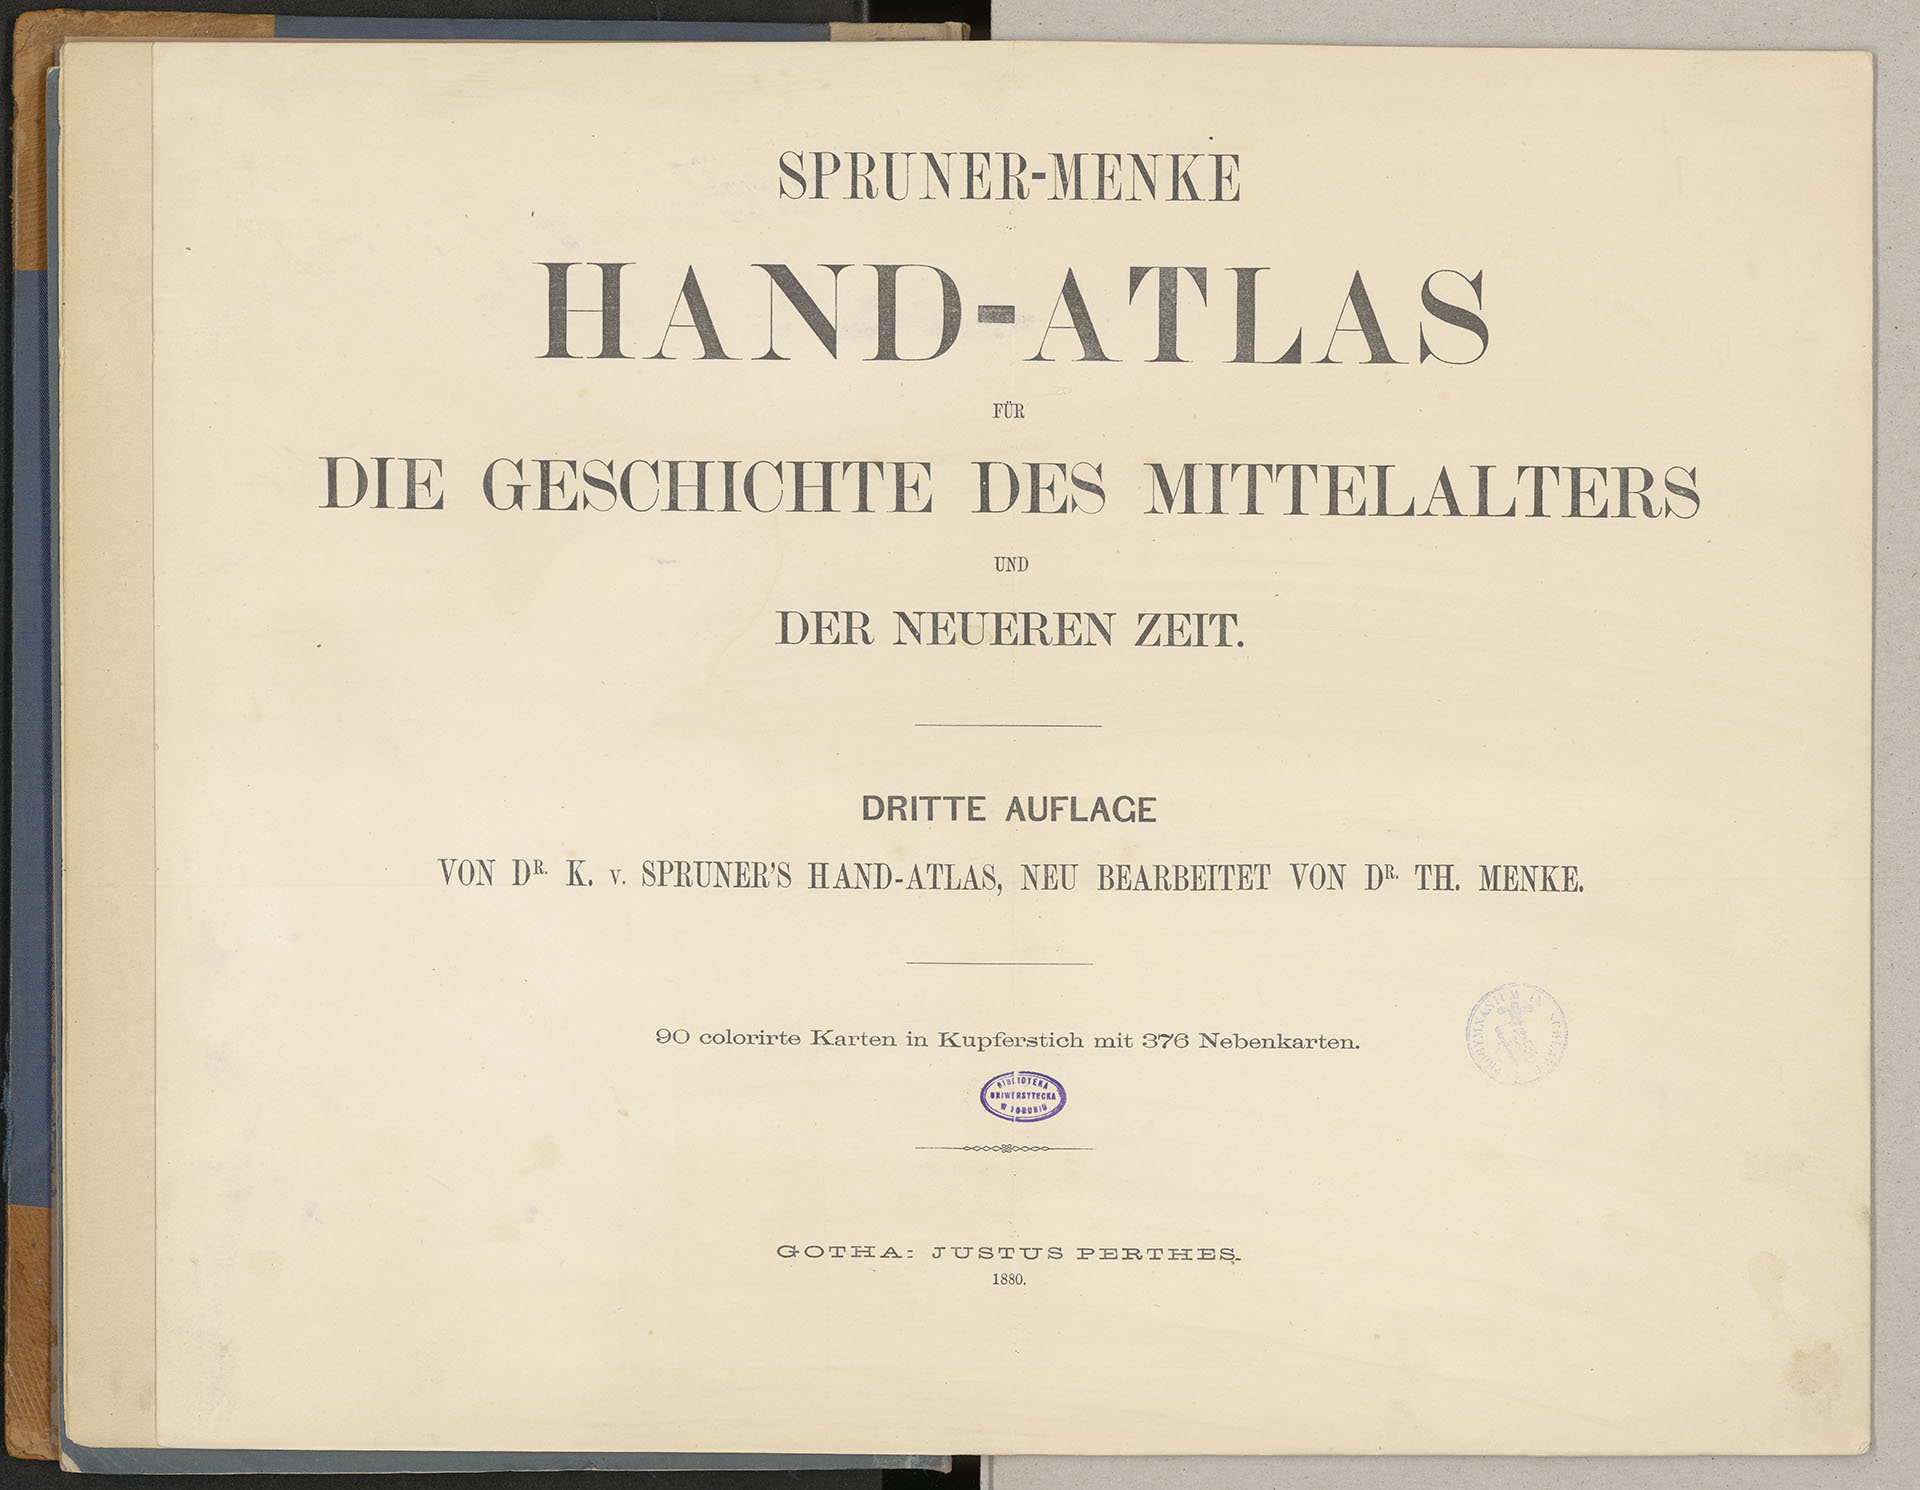 SPRUNER-MENKE
HAND-ATLAS
FÜR
DIE GESCHICHTE DES MITTELALTERS
UND
DER NEUEREN ZEIT.
DRITTE AUFLAGE
VON DR. K. v. SPRUNER'S HAND-ATLAS, NEU BEARBEITET VON DR. TH. MENKE.
90 colorirte Karten in Kupferstich mit 376 Nebenkarten.
PROGYMNASIUM IN
BIBLIOTEKA
UNIWERSYTECKA
W TORUNIU
GOTHA: JUSTUS PERTHES.
1880.